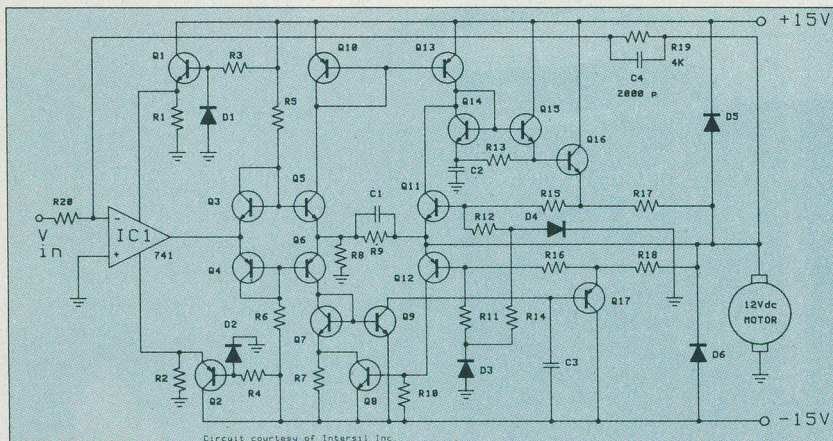 +15V
Q1
R3
Q10
Q13
R19
4K
C4
2000 p
R1
D1
R5
Q14
Q15
D5
Q16
R13
C2
Q3
Q5
C1
Q11
R15
R17
R20
R12
D4
V
in
IC1
741
Q4
Q6
R8
R9
Q12
R16
R18
12Vdc
MOTOR
R6
Q7
Q9
R11
R14
Q17
D2
R2
Q2
R4
R7
Q8
R10
D3
C3
D6
-15V
Circuit courtesy of Intersil Inc